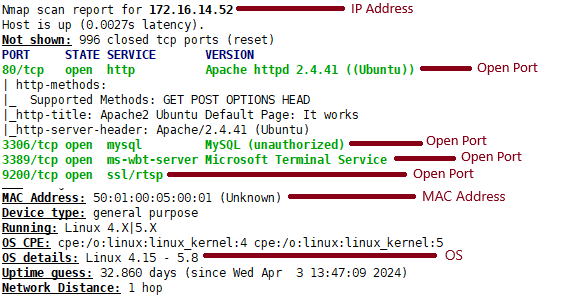 Nmap scan report for 172.16.14.52 IP Address
Host is up (0.0027s latency).
Not shown: 996 closed tcp ports (reset)
PORT STATE SERVICE VERSION
80/tcp open http Apache httpd 2.4.41 ((Ubuntu)) Open Port
| http-methods:
|_ Supported Methods: GET POST OPTIONS HEAD
|_http-title: Apache2 Ubuntu Default Page: It works
|_http-server-header: Apache/2.4.41 (Ubuntu)
3306/tcp open mysql MySQL (unauthorized) Open Port
3389/tcp open ms-wbt-server Microsoft Terminal Service Open Port
9200/tcp open ssl/rtsp Open Port
MAC Address: 50:01:00:05:00:01 (Unknown) MAC Address
Device type: general purpose
Running: Linux 4.X|5.X
OS CPE: cpe:/o:linux:linux_kernel:4 cpe:/o:linux:linux_kernel:5
OS details: Linux 4.15 - 5.8 OS
Uptime guess: 32.860 days (since Wed Apr  3 13:47:09 2024)
Network Distance: 1 hop